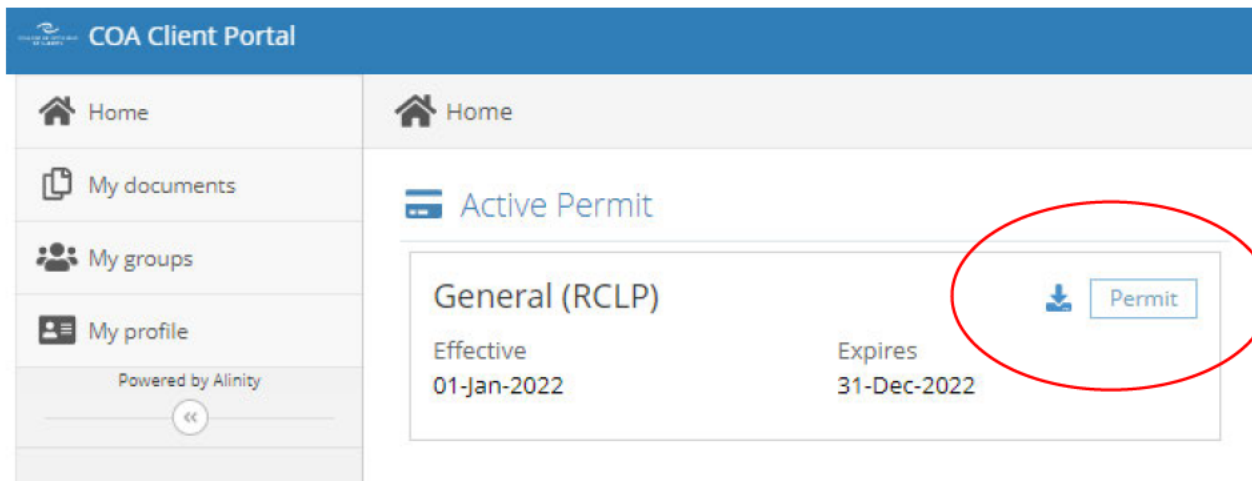 COA Client Portal
Home
My documents
My groups
My profile
Powered by Alinity
Home
Active Permit
General (RCLP)
Permit
Effective
Expires
01-Jan-2022
31-Dec-2022